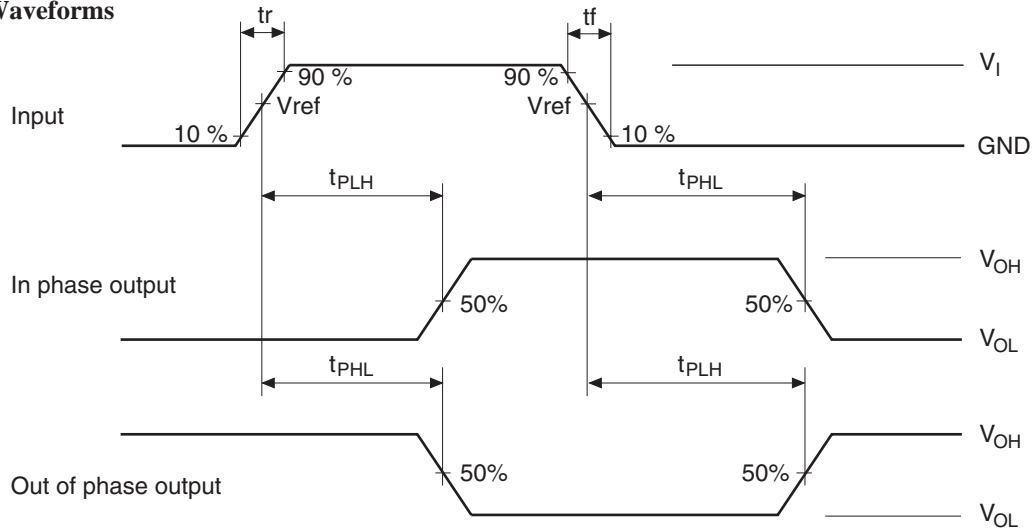 Waveforms
tr
tf
90 %
90 %
VI
Input
Vref
Vref
10 %
10 %
GND
tPLH
tPHL
VOH
In phase output
50%
50%
VOL
tPHL
tPLH
VOH
50%
50%
Out of phase output
VOL